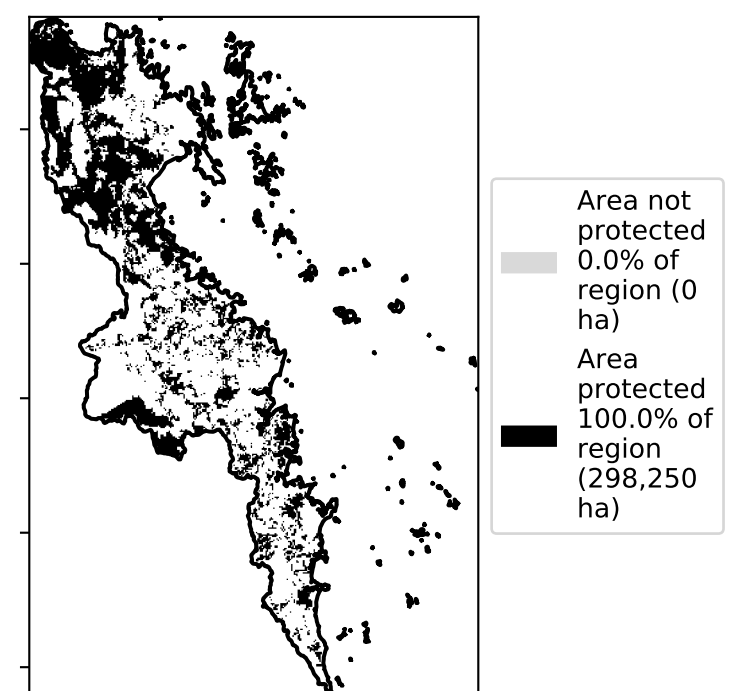 Area not
protected
0.0% of
region (0
ha)
Area
protected
100.0% of
region
(298,250
ha)